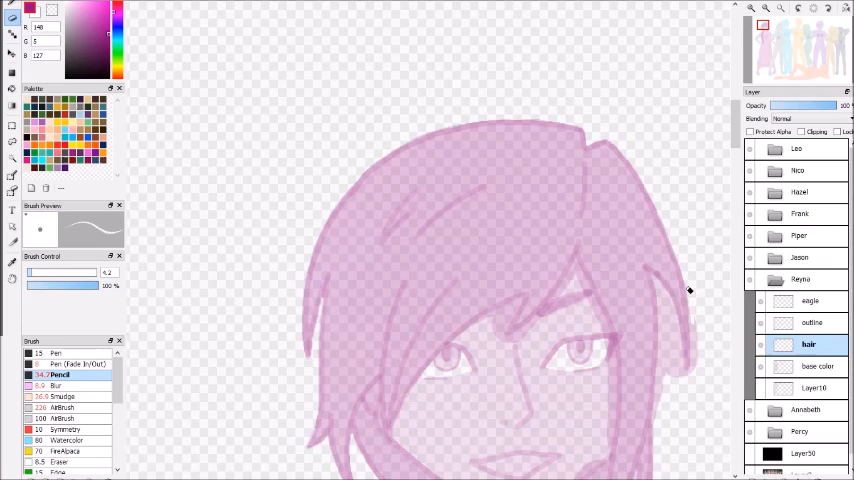 R: 148
G: 5
B: 127
Palette
Brush Preview
Brush Control
4.2
100 %
Brush
15 Pen
8 Pen (Fade In/Out)
34.7 Pencil
8.9 Blur
26.9 Smudge
226 AirBrush
100 AirBrush
10 Symmetry
80 Watercolor
70 FireAlpaca
8.5 Eraser
15 Edge
Layer
Opacity 100 %
Blending Normal
Protect Alpha Clipping Lock
Leo
Nico
Hazel
Frank
Piper
Jason
Reyna
eagle
outline
hair
base color
Layer10
Annabeth
Percy
Layer50